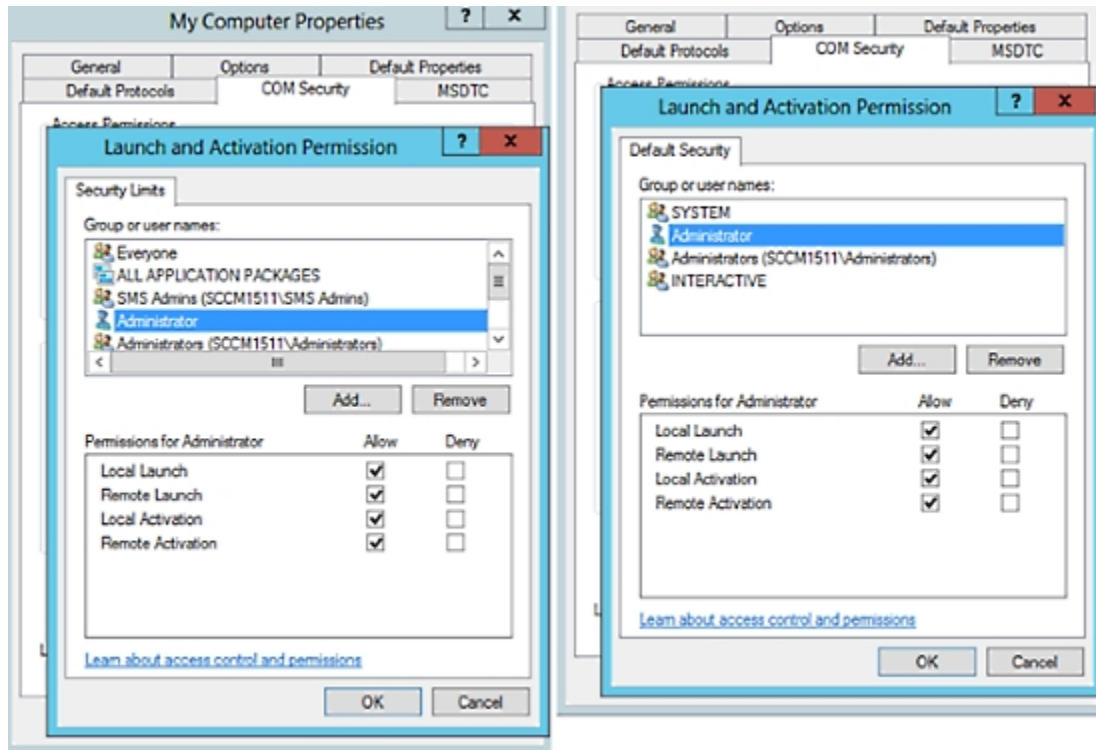 My Computer Properties
? x
General Options Default Properties
Default Protocols COM Security MSDTC
Access Permissions
Launch and Activation Permission
? x
Security Limits
Group or user names:
Everyone
ALL APPLICATION PACKAGES
SMS Admins (SCCM1511\SMS Admins)
Administrator
Administrators (SCCM1511\Administrators)
Add... Remove
Permissions for Administrator Allow Deny
Local Launch
Remote Launch
Local Activation
Remote Activation
Learn about access control and permissions
OK Cancel
General Options Default Properties
Default Protocols COM Security MSDTC
Access Permissions
Launch and Activation Permission
? x
Default Security
Group or user names:
SYSTEM
Administrator
Administrators (SCCM1511\Administrators)
INTERACTIVE
Add... Remove
Permissions for Administrator Allow Deny
Local Launch
Remote Launch
Local Activation
Remote Activation
Learn about access control and permissions
OK Cancel